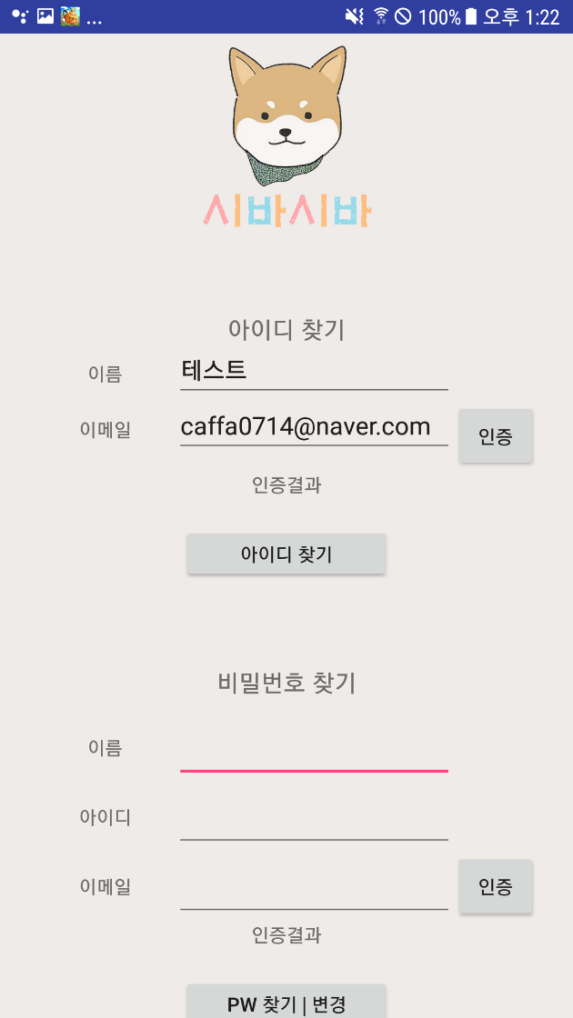 ... 100% 오후 1:22
시바시바
아이디 찾기
이름 테스트
이메일 caffa0714@naver.com 인증
인증결과
아이디 찾기
비밀번호 찾기
이름
아이디
이메일 인증
인증결과
PW 찾기 | 변경